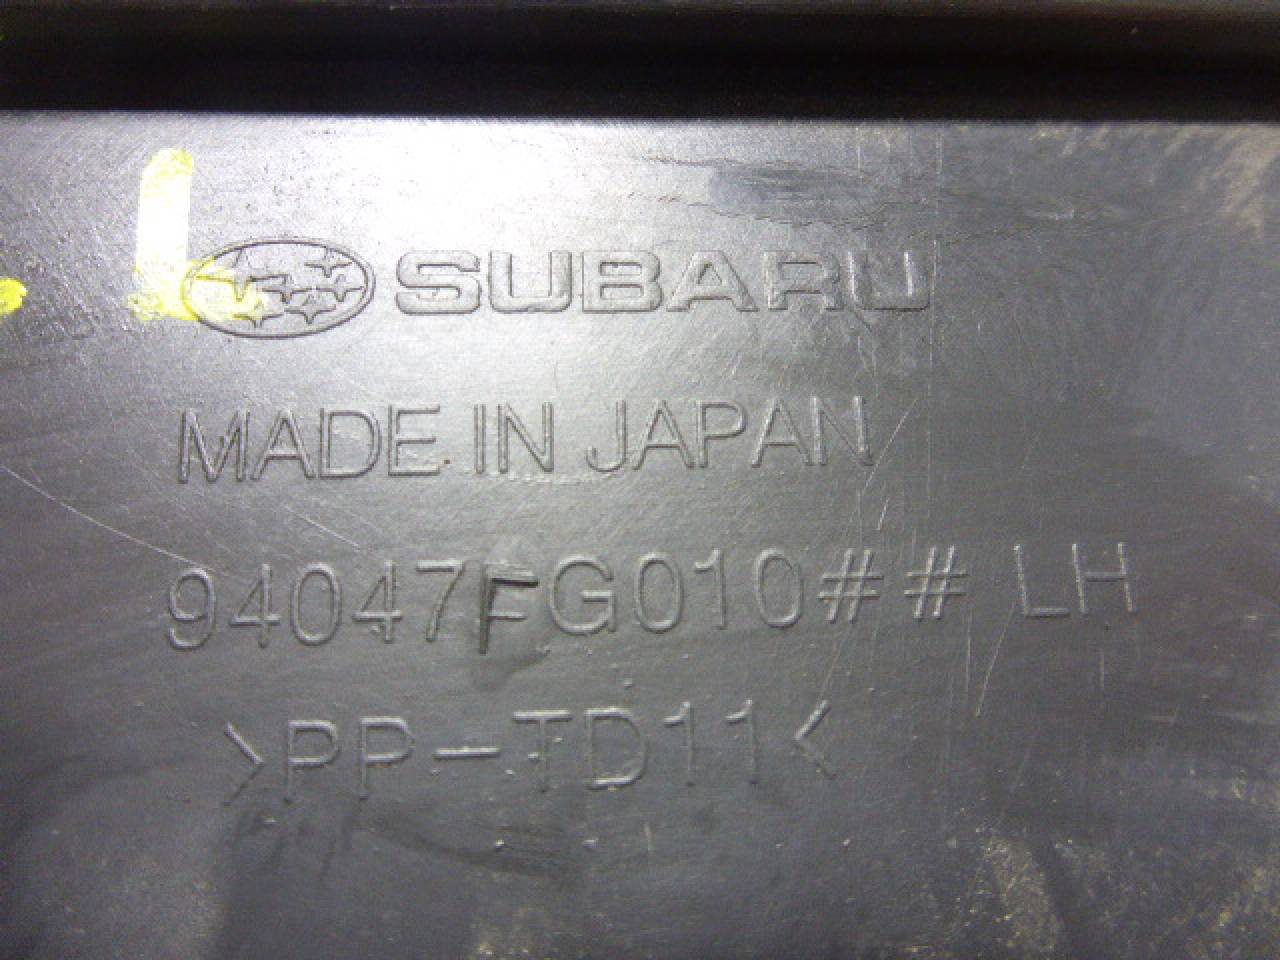 L
SUBARU
MADE IN JAPAN
94047FG010## LH
>PP-TD11<